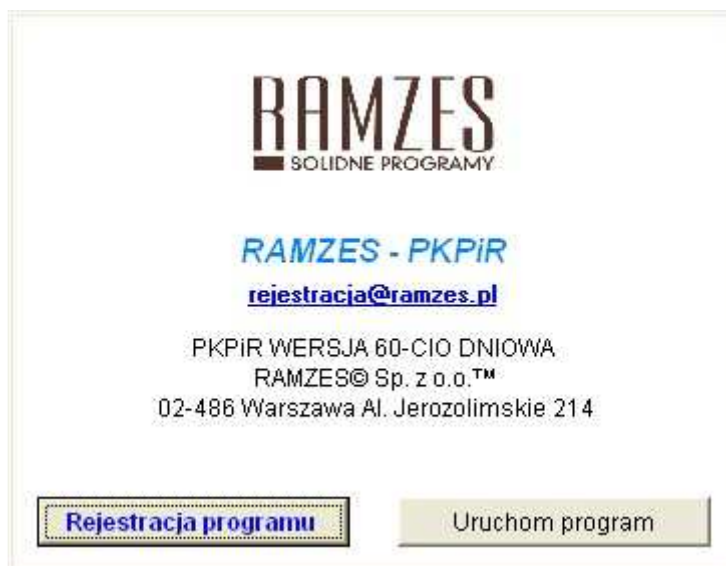 RAMZES
SOLIDNE PROGRAMY
RAMZES - PKPiR
rejestracja@ramzes.pl
PKPiR WERSJA 60-CIO DNIOWA
RAMZES© Sp. z o.o.™
02-486 Warszawa Al. Jerozolimskie 214
Rejestracja programu
Uruchom program